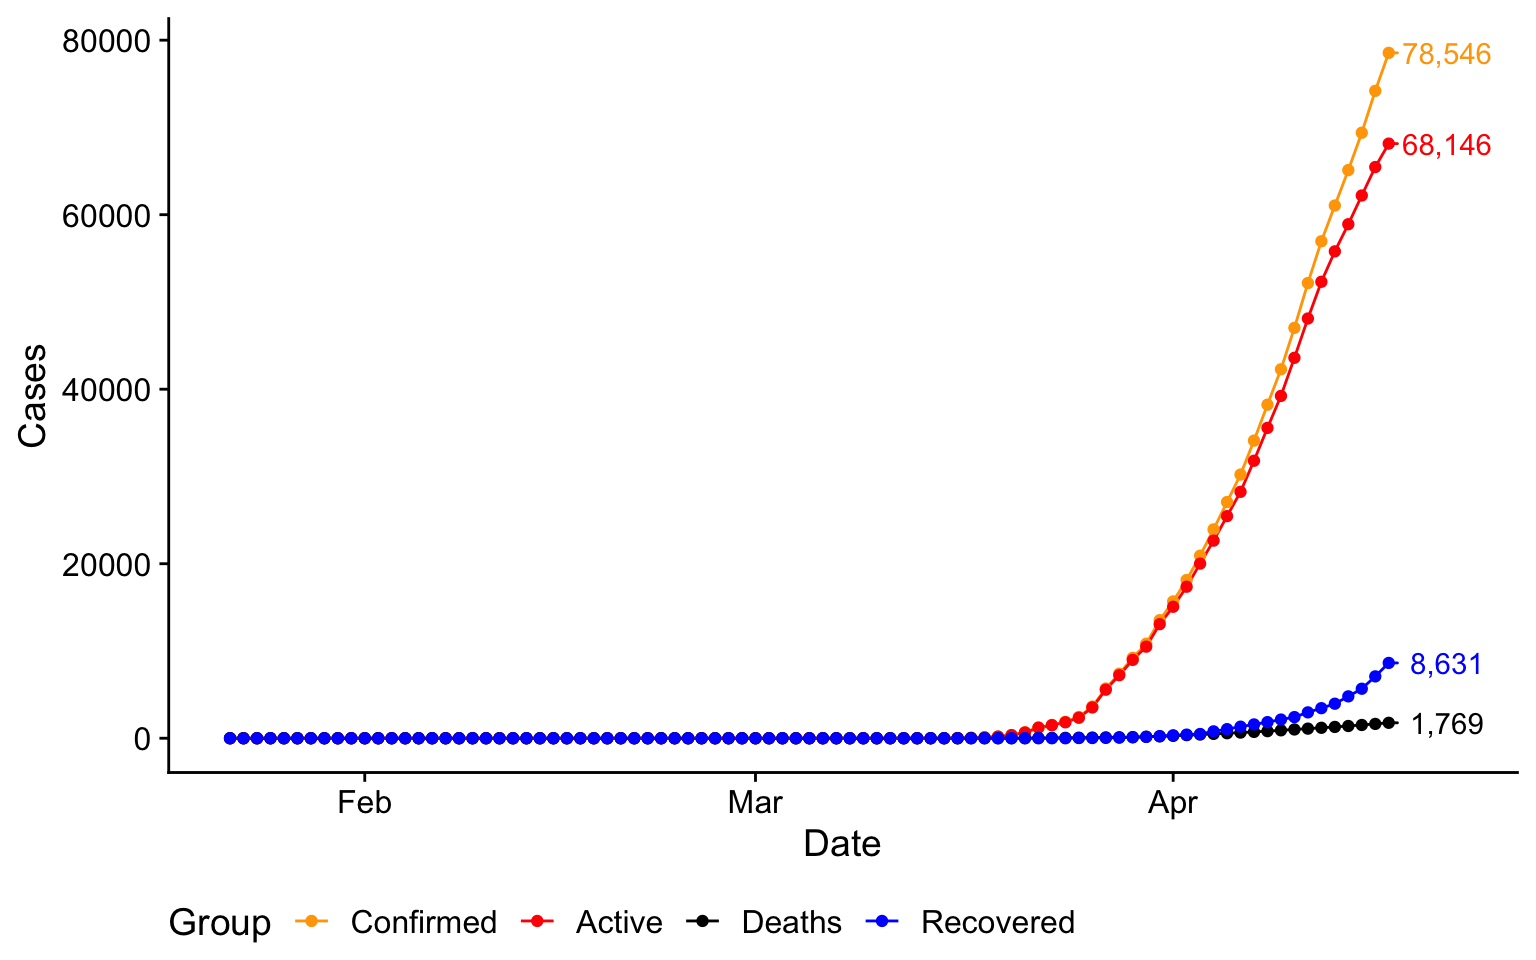 80000
78,546
68,146
60000
Cases
40000
20000
8,631
1,769
0
Feb Mar Apr
Date
Group Confirmed Active Deaths Recovered